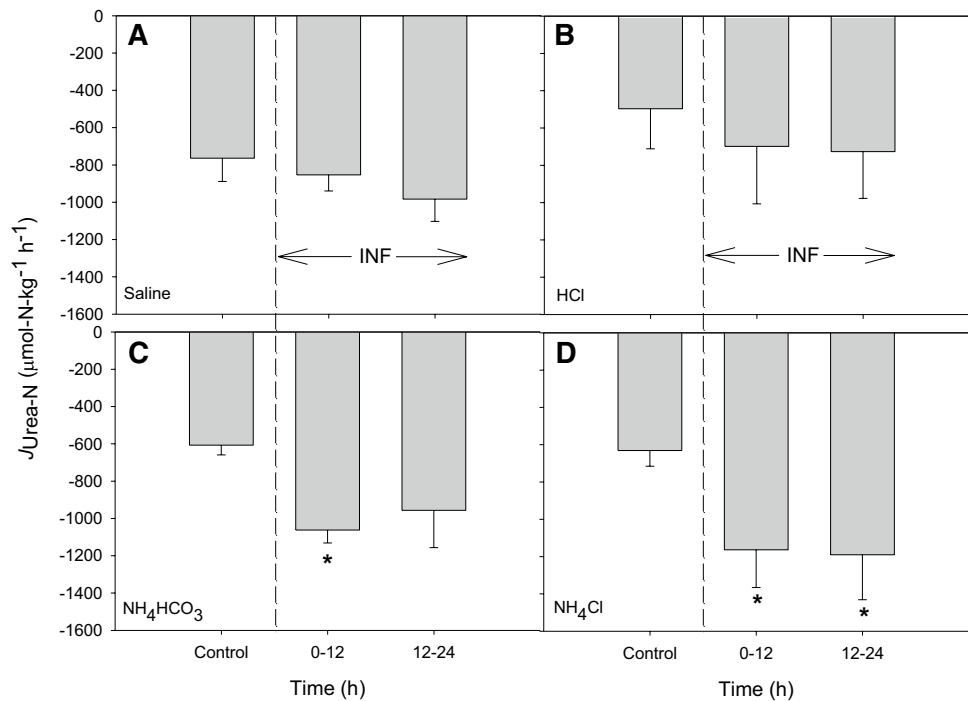 A
B
0
-200
-400
-600
-800
-1000
-1200
-1400
-1600
INF
INF
Saline
HCl
C
D
0
-200
-400
-600
-800
-1000
-1200
-1400
-1600
*
*
*
NH4HCO3
NH4Cl
JUrea-N (μmol-N-kg-1 h-1)
Control 0-12 12-24
Control 0-12 12-24
Time (h)
Time (h)